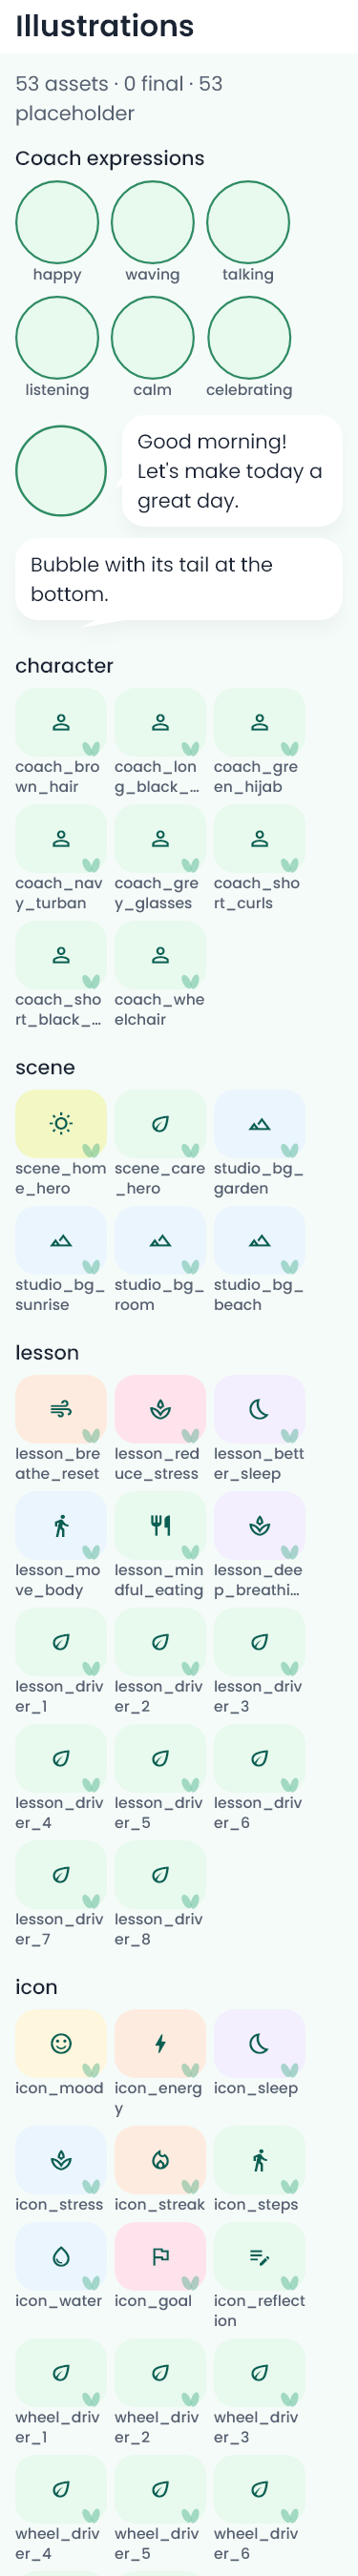 Illustrations
53 assets · 0 final · 53
placeholder
Coach expressions
happy
waving
talking
listening
calm
celebrating
Good morning!
Let's make today a
great day.
Bubble with its tail at the
bottom.
character
coach_bro
wn_hair
coach_lon
g_black_...
coach_gre
en_hijab
coach_nav
y_turban
coach_gre
y_glasses
coach_sho
rt_curls
coach_sho
rt_black_...
coach_whe
elchair
scene
scene_hom
e_hero
scene_care
_hero
studio_bg_
garden
studio_bg_
sunrise
studio_bg_
room
studio_bg_
beach
lesson
lesson_bre
athe_reset
lesson_red
uce_stress
lesson_bett
er_sleep
lesson_mo
ve_body
lesson_min
dful_eating
lesson_dee
p_breathi...
lesson_driv
er_1
lesson_driv
er_2
lesson_driv
er_3
lesson_driv
er_4
lesson_driv
er_5
lesson_driv
er_6
lesson_driv
er_7
lesson_driv
er_8
icon
icon_mood
icon_energ
y
icon_sleep
icon_stress
icon_streak
icon_steps
icon_water
icon_goal
icon_reflect
ion
wheel_driv
er_1
wheel_driv
er_2
wheel_driv
er_3
wheel_driv
er_4
wheel_driv
er_5
wheel_driv
er_6